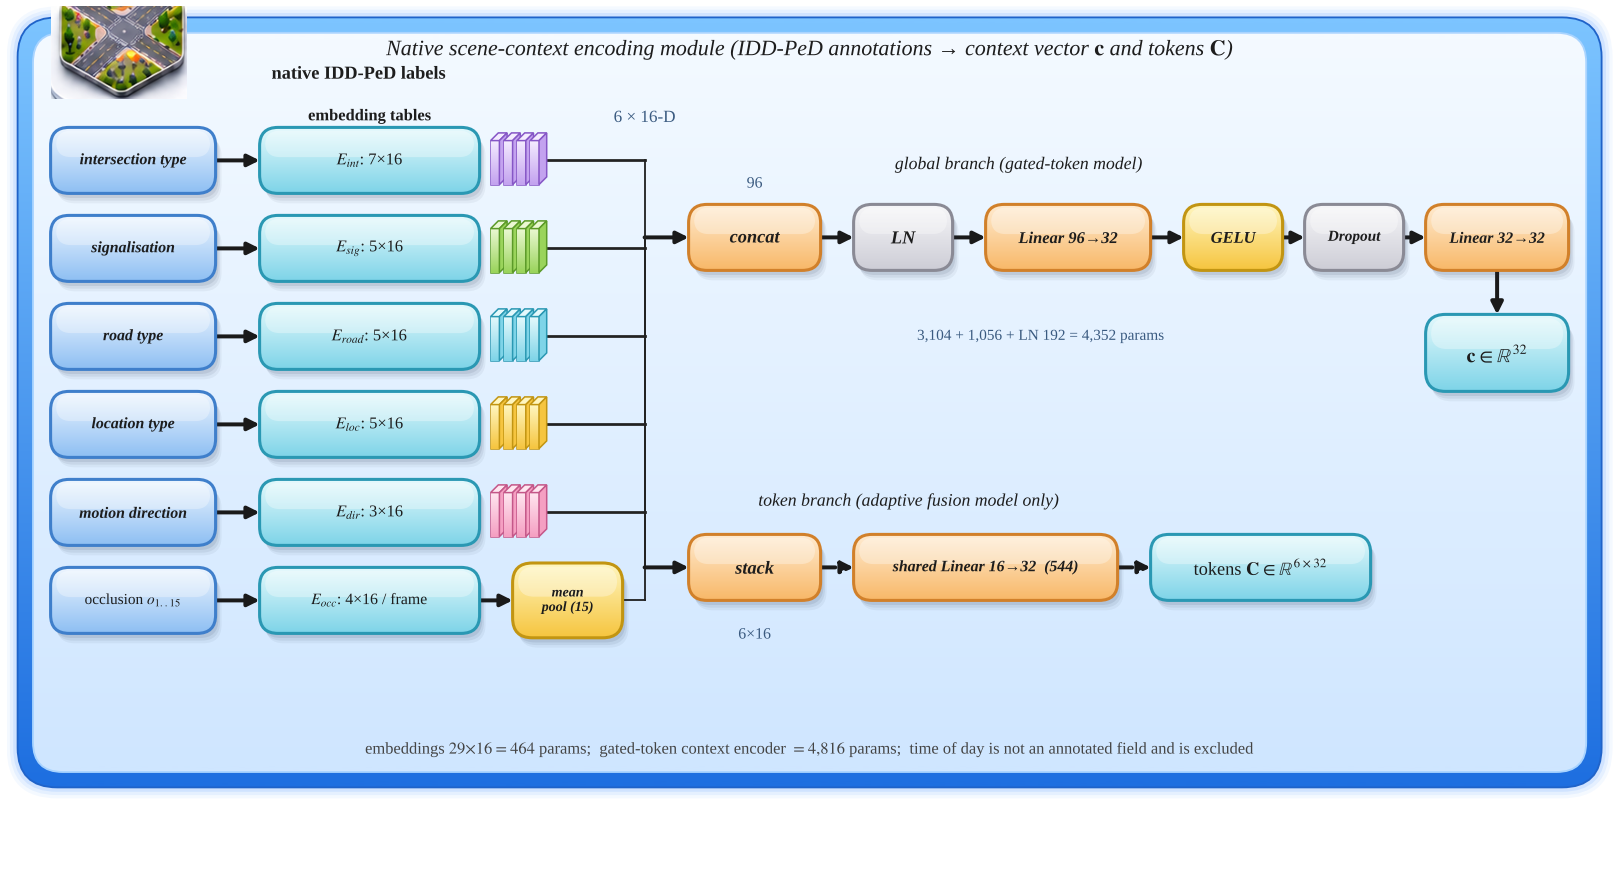 Native scene-context encoding module (IDD-PeD annotations → context vector c and tokens C)
native IDD-PeD labels
embedding tables
6 × 16-D
intersection type
E_int: 7×16
signalisation
E_sig: 5×16
road type
E_road: 5×16
location type
E_loc: 5×16
motion direction
E_dir: 3×16
occlusion o_1..15
E_occ: 4×16 / frame
mean
pool (15)
global branch (gated-token model)
96
concat
LN
Linear 96→32
GELU
Dropout
Linear 32→32
c ∈ ℝ^32
3,104 + 1,056 + LN 192 = 4,352 params
token branch (adaptive fusion model only)
stack
shared Linear 16→32 (544)
tokens C ∈ ℝ^6×32
6×16
embeddings 29×16 = 464 params; gated-token context encoder = 4,816 params; time of day is not an annotated field and is excluded